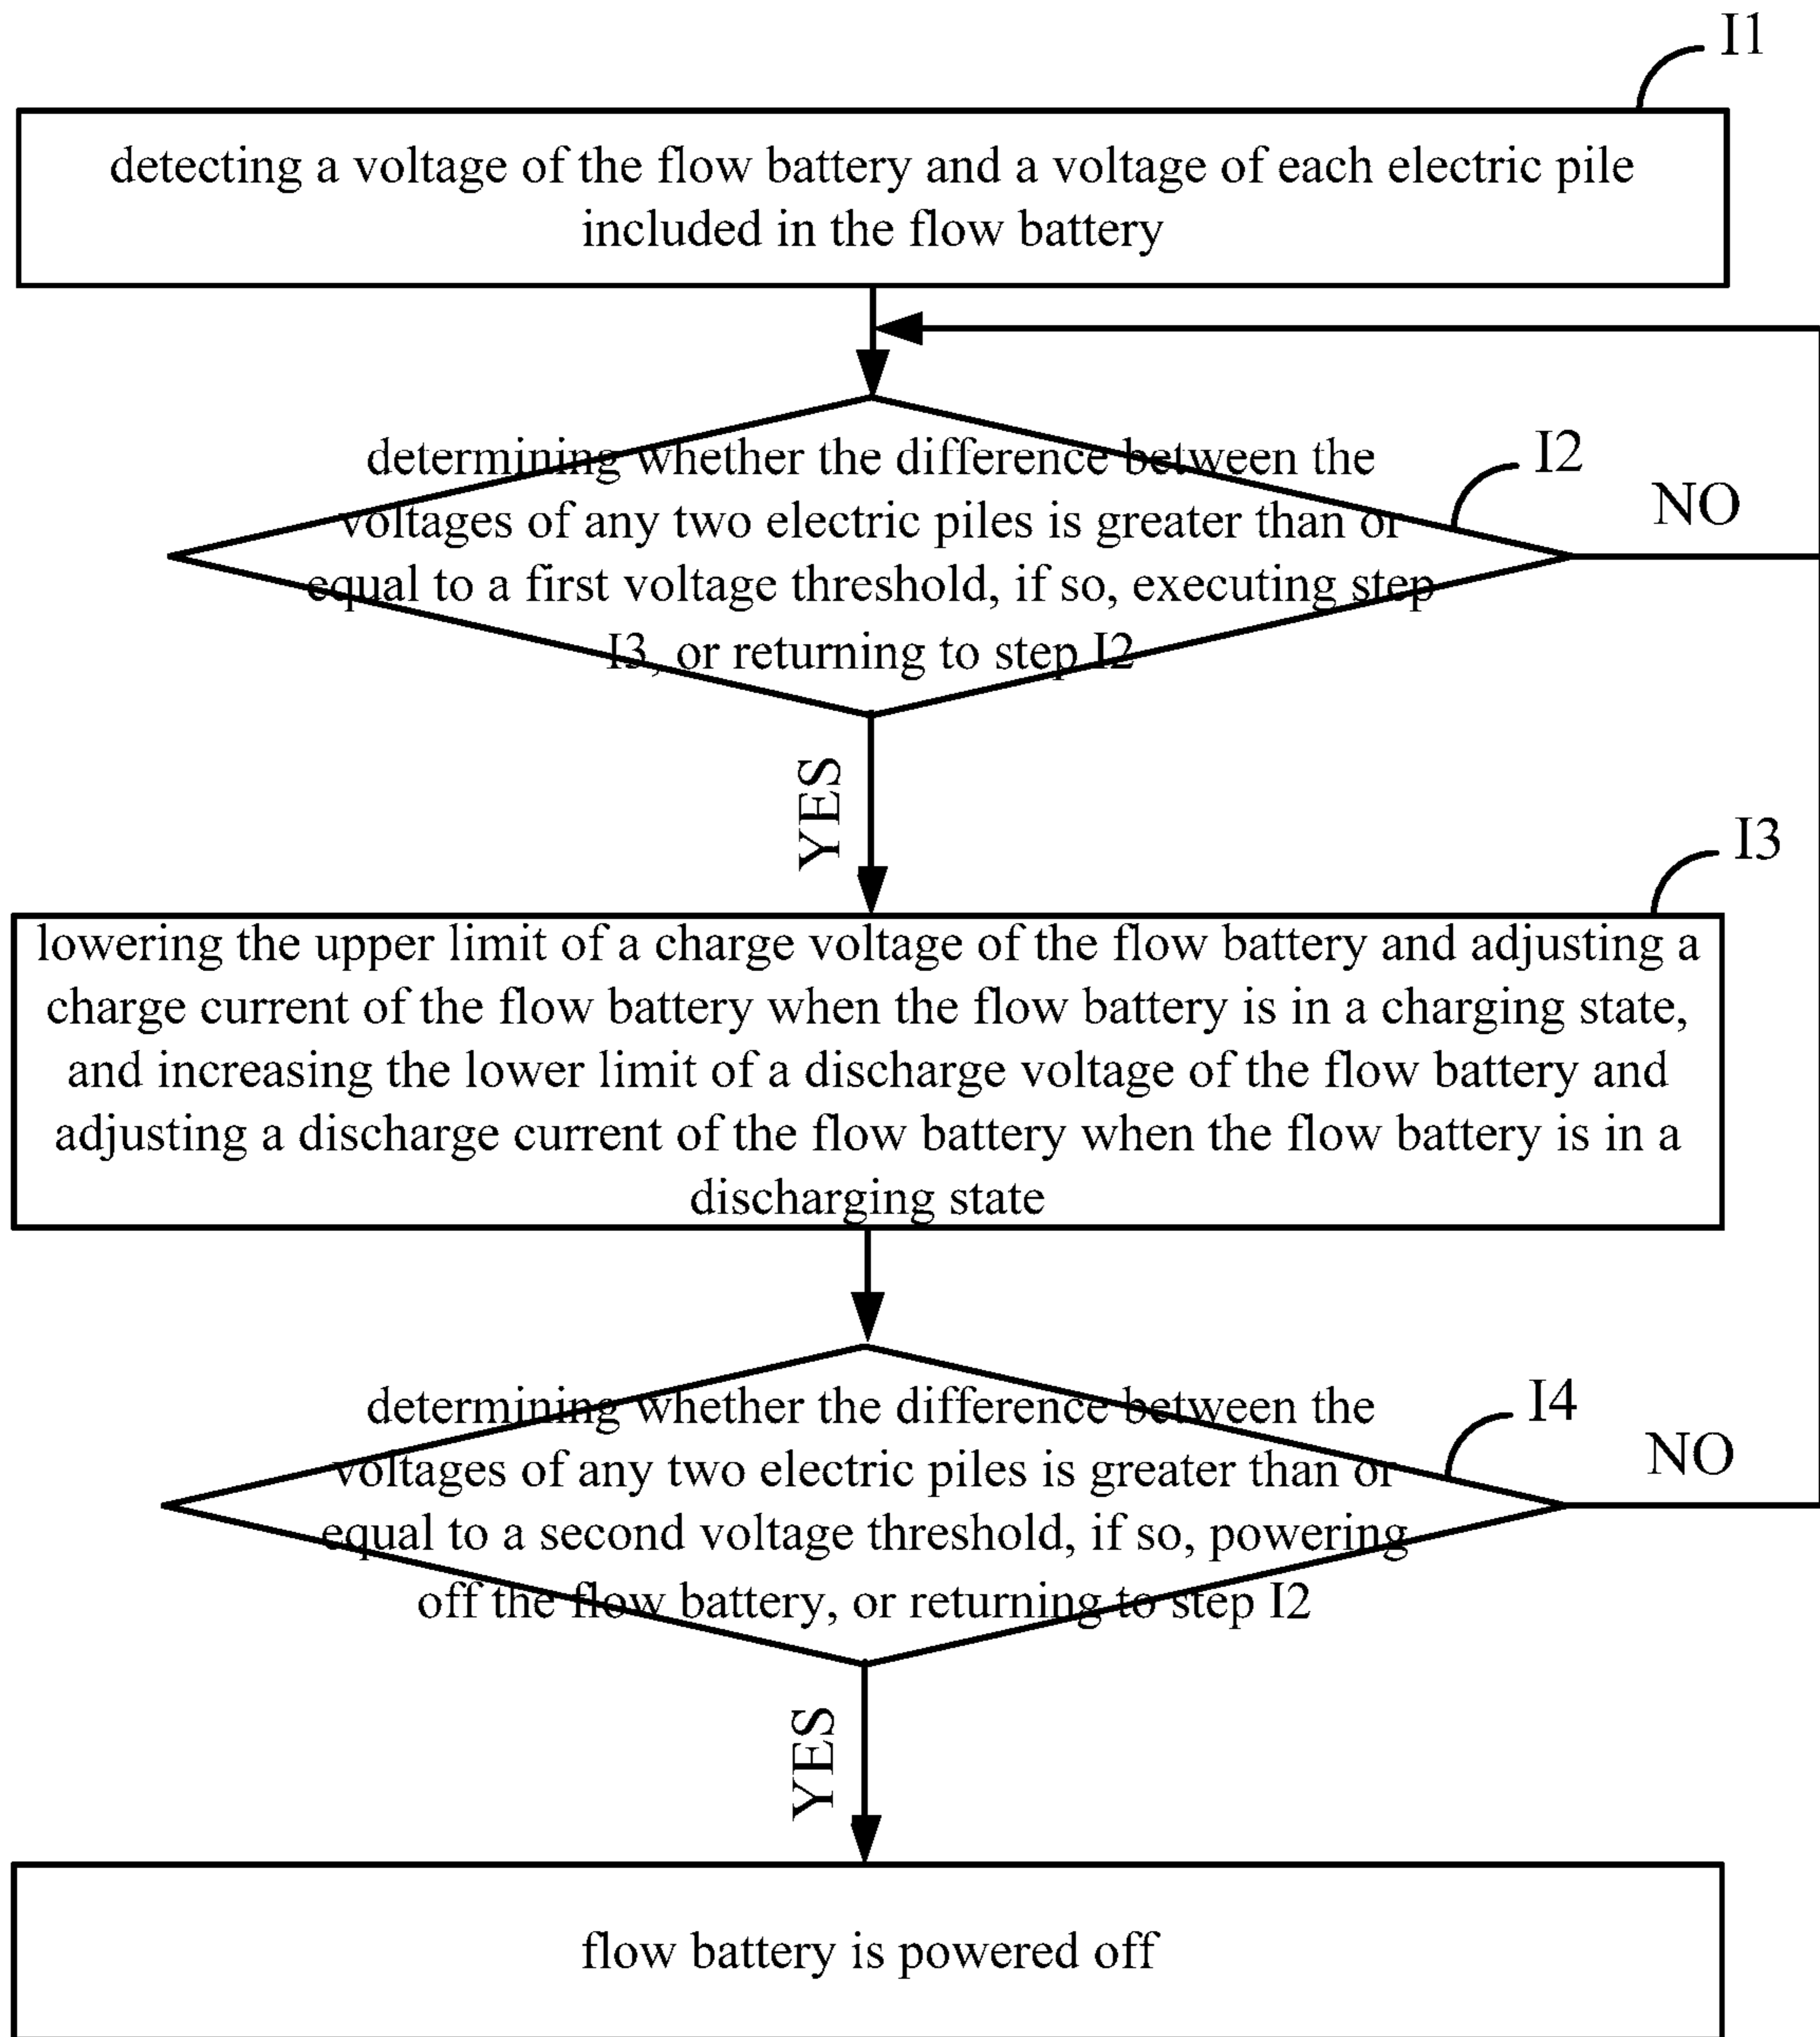 I1
detecting a voltage of the flow battery and a voltage of each electric pile
included in the flow battery
determining whether the difference between the
voltages of any two electric piles is greater than or
equal to a first voltage threshold, if so, executing step
I3, or returning to step I2
I2
NO
YES
I3
lowering the upper limit of a charge voltage of the flow battery and adjusting a
charge current of the flow battery when the flow battery is in a charging state,
and increasing the lower limit of a discharge voltage of the flow battery and
adjusting a discharge current of the flow battery when the flow battery is in a
discharging state
determining whether the difference between the
voltages of any two electric piles is greater than or
equal to a second voltage threshold, if so, powering
off the flow battery, or returning to step I2
I4
NO
YES
flow battery is powered off